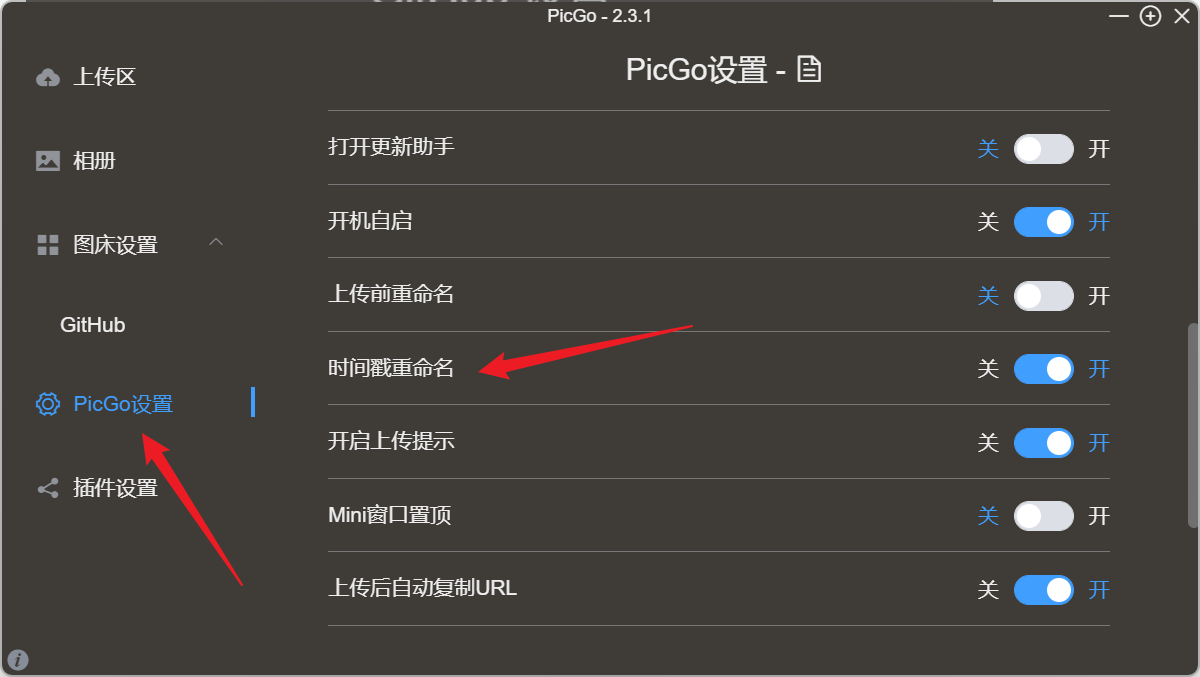 PicGo - 2.3.1
上传区
相册
图床设置
GitHub
PicGo设置
插件设置
PicGo设置 -
打开更新助手 关 开
开机自启 关 开
上传前重命名 关 开
时间戳重命名 关 开
开启上传提示 关 开
Mini窗口置顶 关 开
上传后自动复制URL 关 开